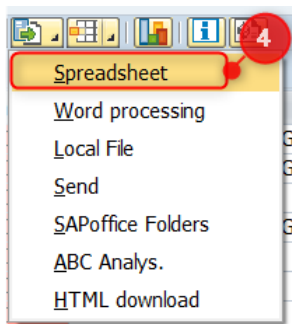 4
Spreadsheet
Word processing
Local File
Send
SAPoffice Folders
ABC Analys.
HTML download